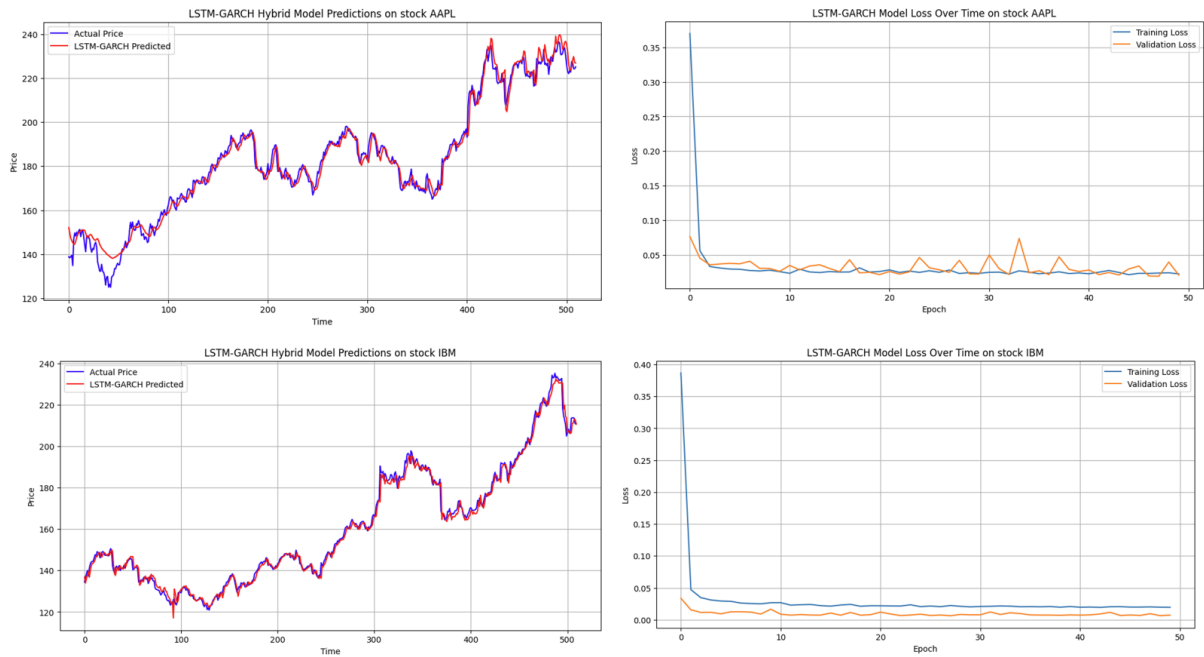 LSTM-GARCH Hybrid Model Predictions on stock AAPL
Actual Price
LSTM-GARCH Predicted
240
220
200
180
160
140
120
Price
0 100 200 300 400 500
Time
LSTM-GARCH Model Loss Over Time on stock AAPL
Training Loss
Validation Loss
0.35
0.30
0.25
0.20
0.15
0.10
0.05
Loss
0 10 20 30 40 50
Epoch
LSTM-GARCH Hybrid Model Predictions on stock IBM
Actual Price
LSTM-GARCH Predicted
240
220
200
180
160
140
120
Price
0 100 200 300 400 500
Time
LSTM-GARCH Model Loss Over Time on stock IBM
Training Loss
Validation Loss
0.40
0.35
0.30
0.25
0.20
0.15
0.10
0.05
0.00
Loss
0 10 20 30 40 50
Epoch